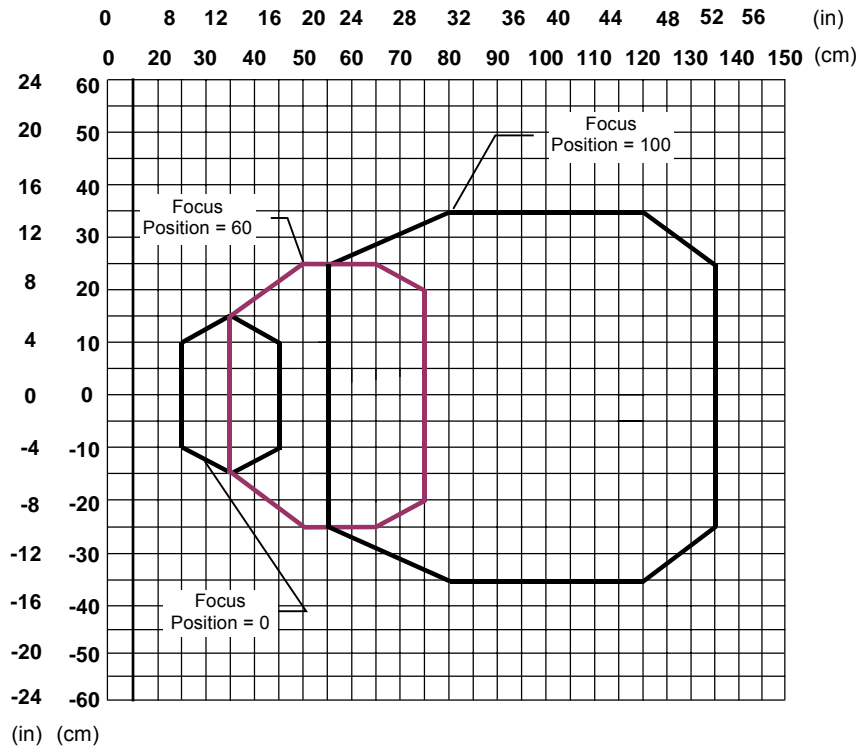 0 8 12 16 20 24 28 32 36 40 44 48 52 56 (in)
0 20 30 40 50 60 70 80 90 100 110 120 130 140 150 (cm)
24 60
20 50
16 40
12 30
8 20
4 10
0 0
-4 -10
-8 -20
-12 -30
-16 -40
-20 -50
-24 -60
(in) (cm)
Focus
Position = 100
Focus
Position = 60
Focus
Position = 0